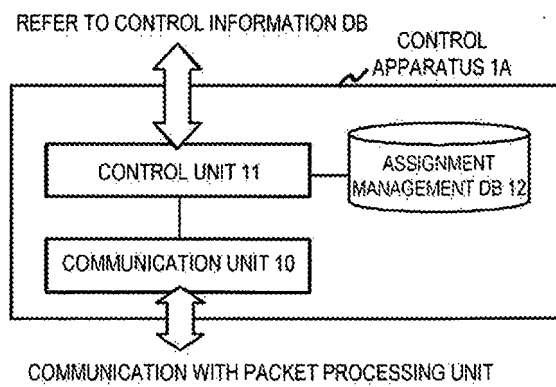 REFER TO CONTROL INFORMATION DB
CONTROL
APPARATUS 1A
CONTROL UNIT 11
ASSIGNMENT
MANAGEMENT DB 12
COMMUNICATION UNIT 10
COMMUNICATION WITH PACKET PROCESSING UNIT